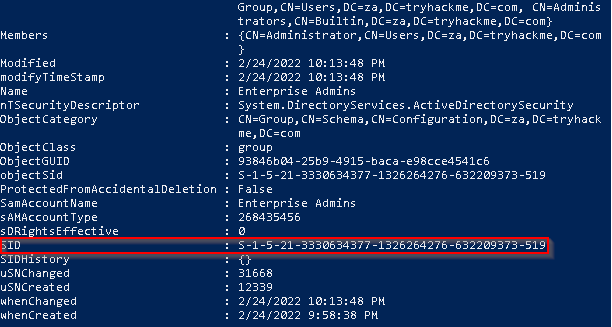 Group,CN=Users,DC=za,DC=tryhackme,DC=com, CN=Adminis
trators,CN=Builtin,DC=za,DC=tryhackme,DC=com}
Members : {CN=Administrator,CN=Users,DC=za,DC=tryhackme,DC=com
}
Modified : 2/24/2022 10:13:48 PM
modifyTimeStamp : 2/24/2022 10:13:48 PM
Name : Enterprise Admins
nTSecurityDescriptor : System.DirectoryServices.ActiveDirectorySecurity
ObjectCategory : CN=Group,CN=Schema,CN=Configuration,DC=za,DC=tryhack
me,DC=com
ObjectClass : group
ObjectGUID : 93846b04-25b9-4915-baca-e98cce4541c6
objectSid : S-1-5-21-3330634377-1326264276-632209373-519
ProtectedFromAccidentalDeletion : False
SamAccountName : Enterprise Admins
sAMAccountType : 268435456
sDRightsEffective : 0
SID : S-1-5-21-3330634377-1326264276-632209373-519
SIDHistory : {}
uSNChanged : 31668
uSNCreated : 12339
whenChanged : 2/24/2022 10:13:48 PM
whenCreated : 2/24/2022 9:58:38 PM